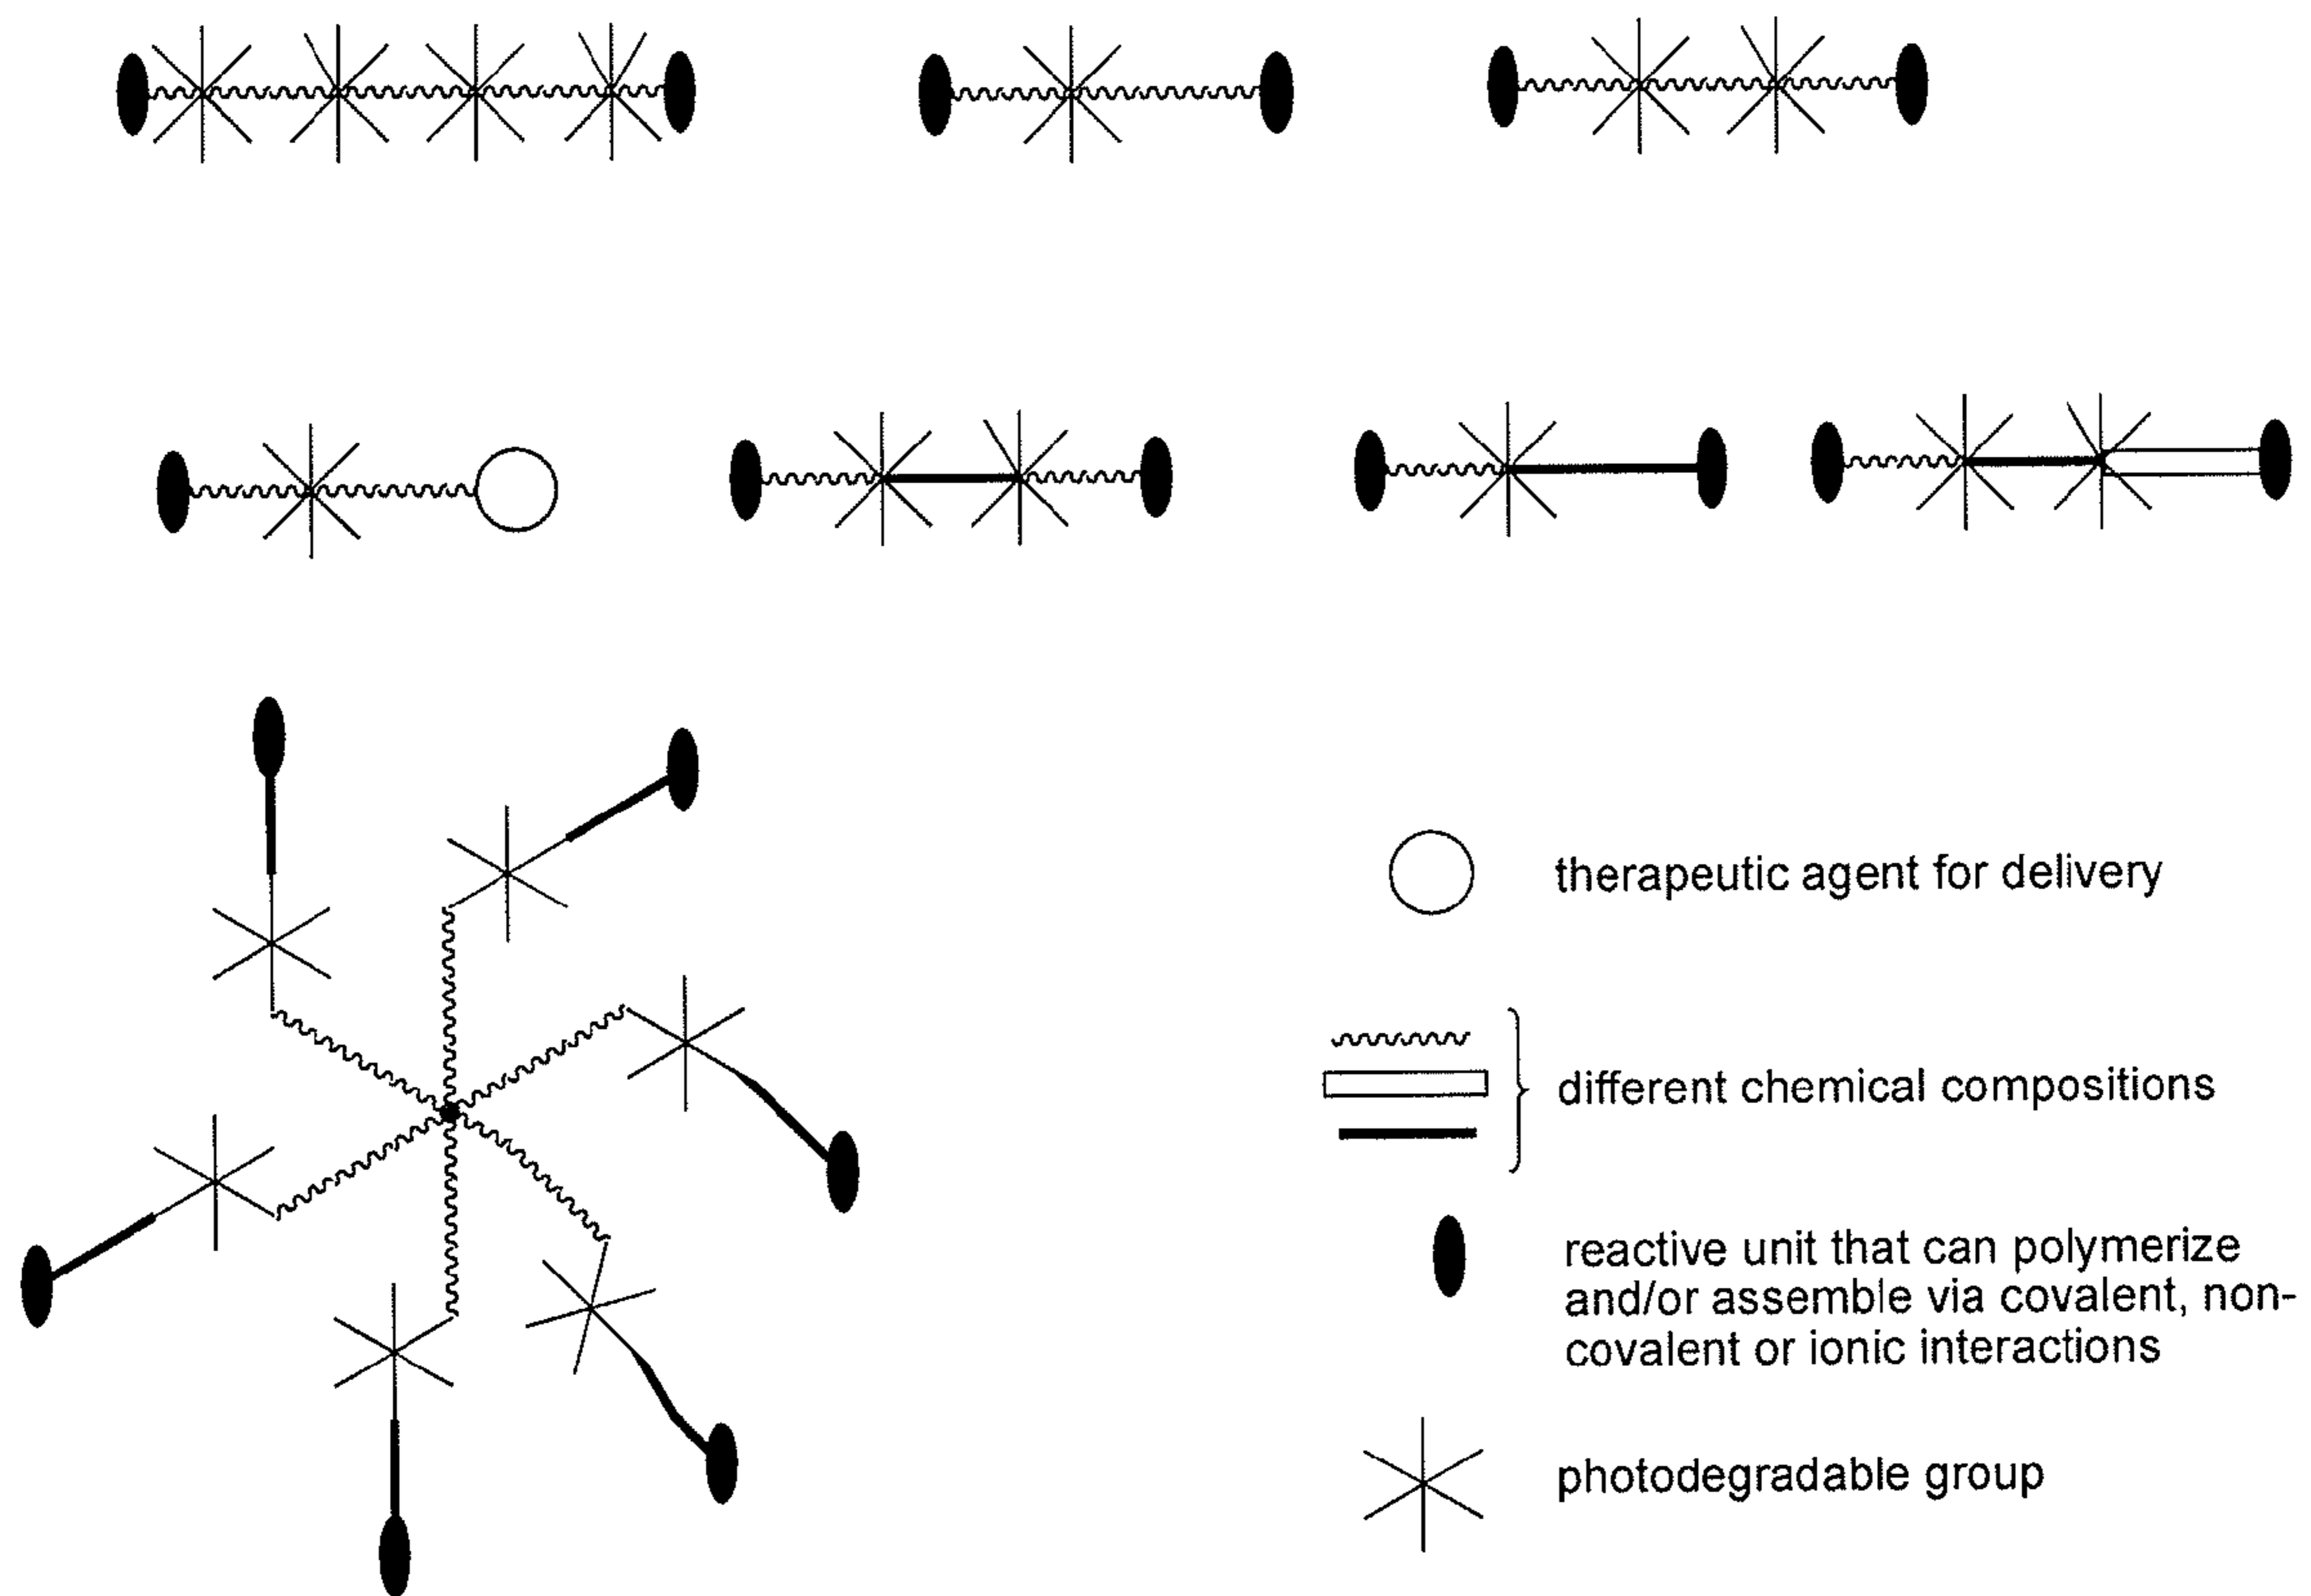 therapeutic agent for delivery
different chemical compositions
reactive unit that can polymerize
and/or assemble via covalent, non-
covalent or ionic interactions
photodegradable group